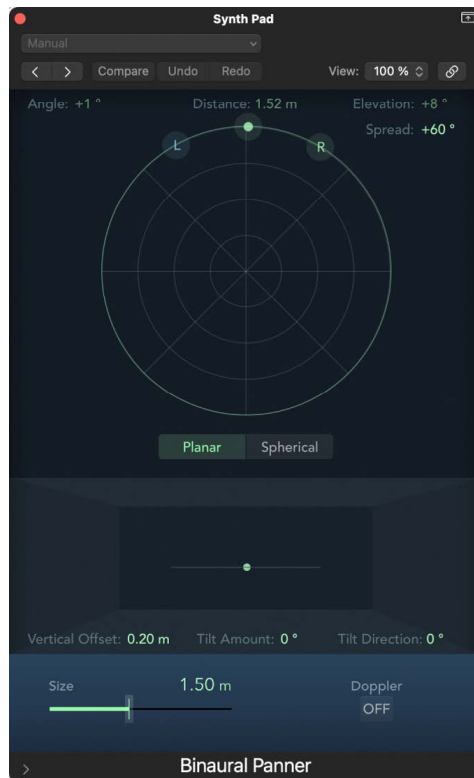 Synth Pad
Manual
Compare Undo Redo View: 100 %
Angle: +1 ° Distance: 1.52 m Elevation: +8 °
Spread: +60°
L R
Planar Spherical
Vertical Offset: 0.20 m Tilt Amount: 0 ° Tilt Direction: 0 °
Size 1.50 m Doppler
OFF
Binaural Panner